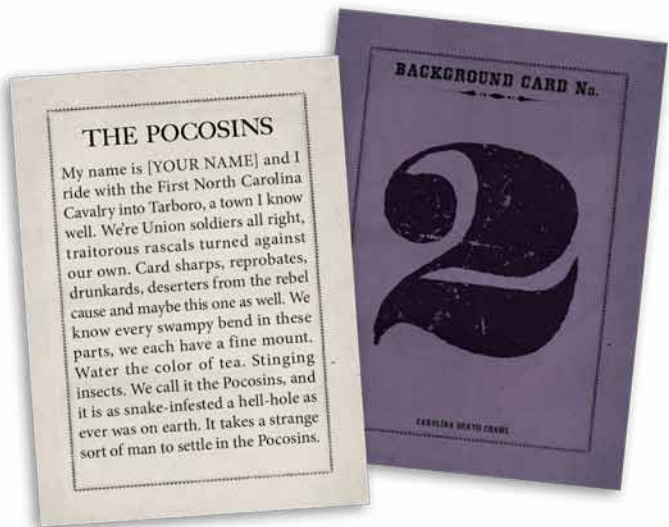 THE POCOSINS
My name is [YOUR NAME] and I
ride with the First North Carolina
Cavalry into Tarboro, a town I know
well. We're Union soldiers all right,
traitorous rascals turned against
our own. Card sharps, reprobates,
drunkards, deserters from the rebel
cause and maybe this one as well. We
know every swampy bend in these
parts, we each have a fine mount.
Water the color of tea. Stinging
insects. We call it the Pocosins, and
it is as snake-infested a hell-hole as
ever was on earth. It takes a strange
sort of man to settle in the Pocosins.
BACKGROUND CARD No.
2
CAROLINA DEATH CRAWL